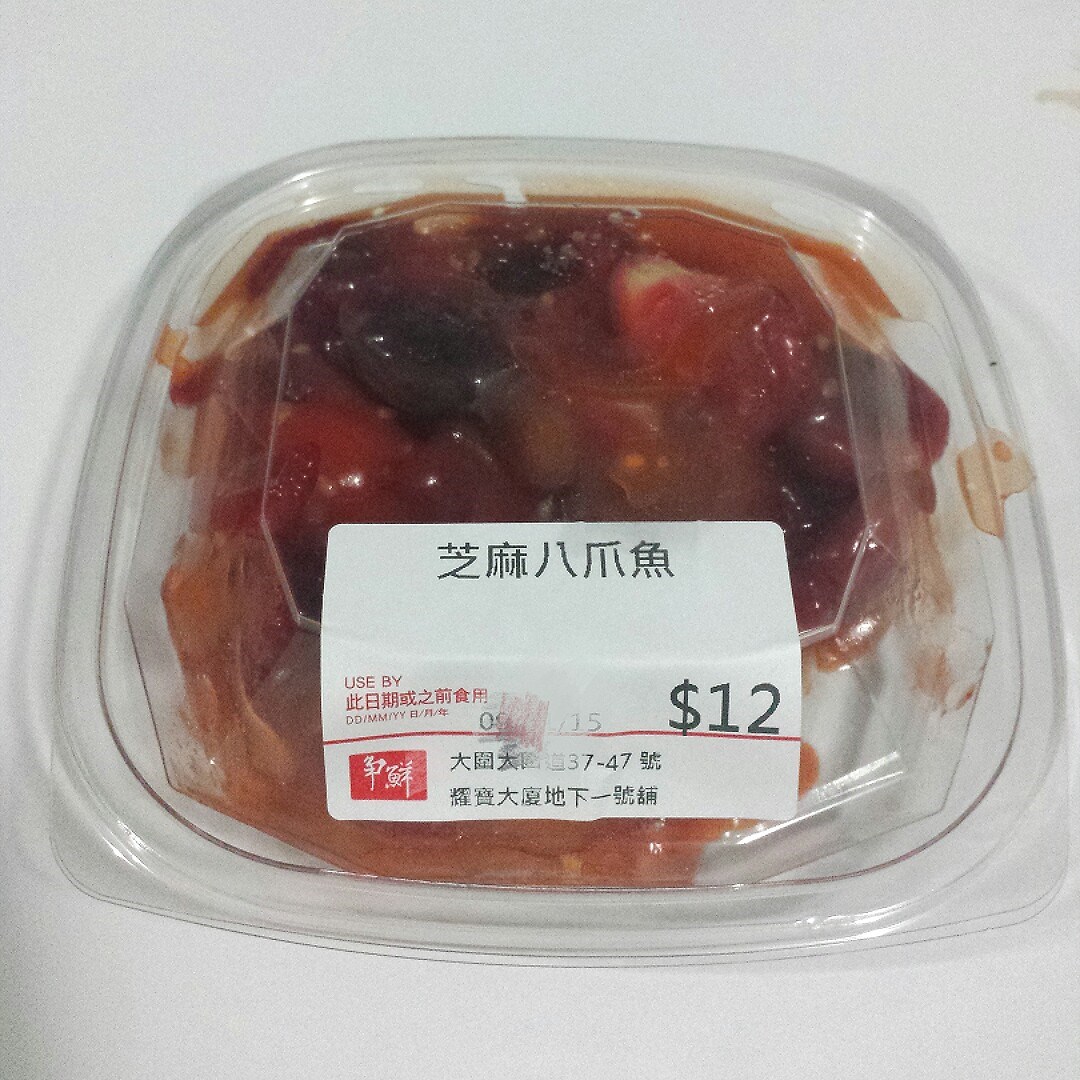 芝麻八爪魚
USE BY
此日期或之前食用
DD/MM/YY 日/月/年
$12
爭鮮
大圍大圍道37-47 號
耀寶大廈地下一號舖